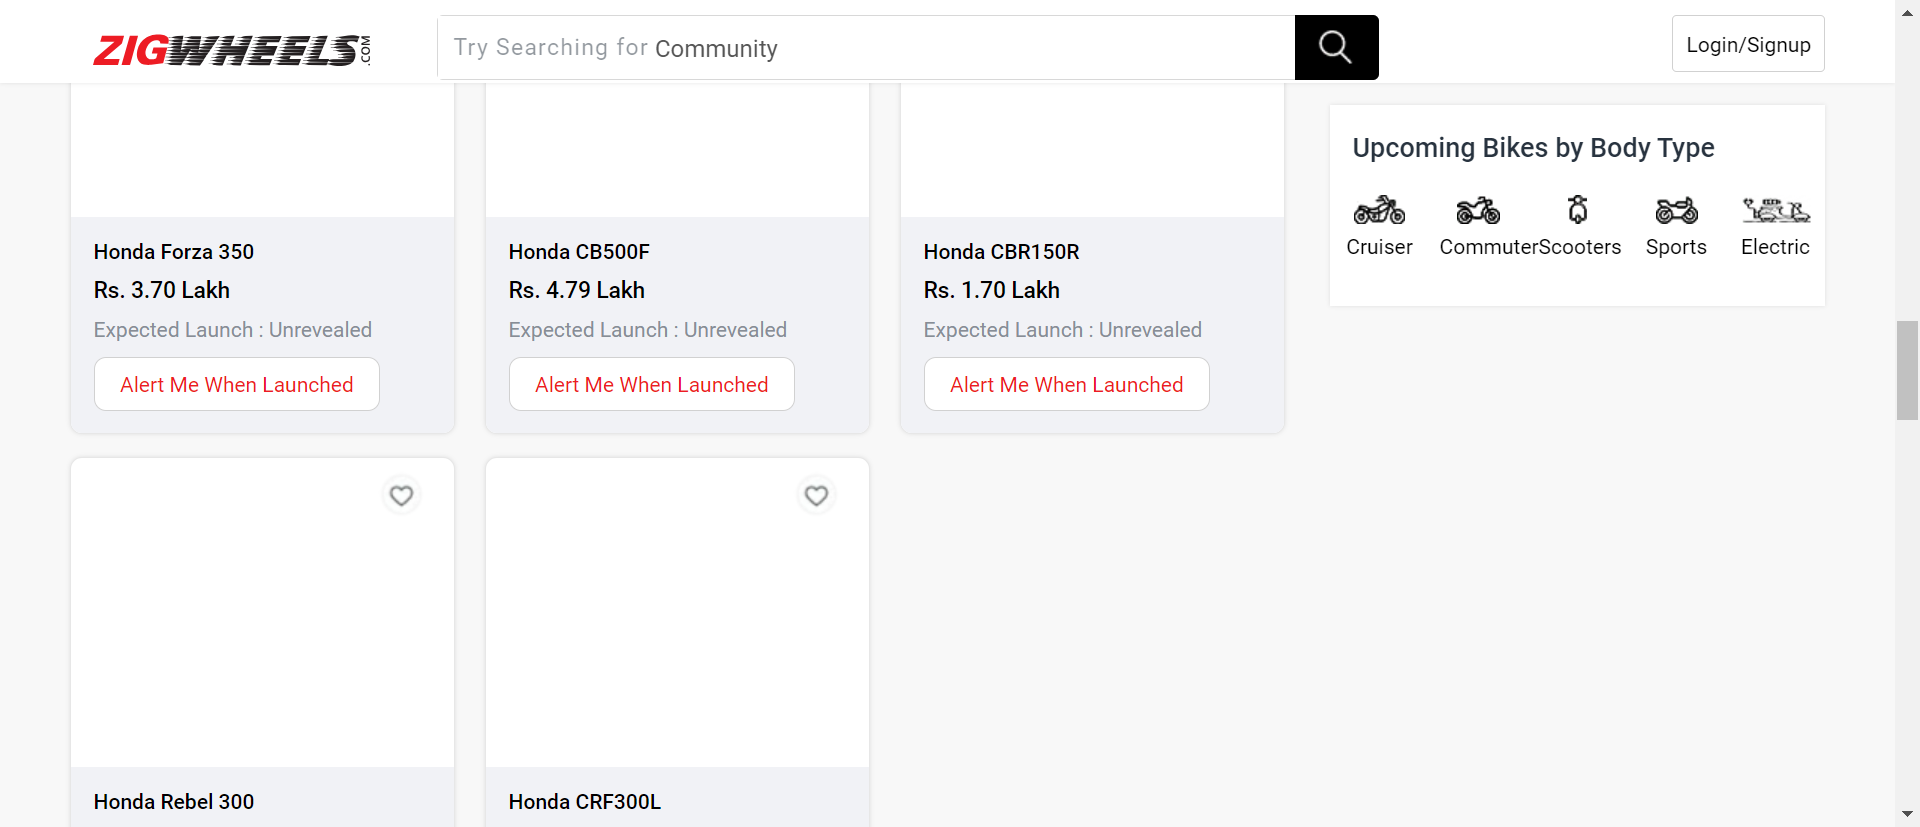 ZIGWHEELS.COM
Try Searching for Community
Login/Signup
Honda Forza 350
Rs. 3.70 Lakh
Expected Launch : Unrevealed
Alert Me When Launched
Honda CB500F
Rs. 4.79 Lakh
Expected Launch : Unrevealed
Alert Me When Launched
Honda CBR150R
Rs. 1.70 Lakh
Expected Launch : Unrevealed
Alert Me When Launched
Upcoming Bikes by Body Type
Cruiser
Commuter
Scooters
Sports
Electric
Honda Rebel 300
Honda CRF300L